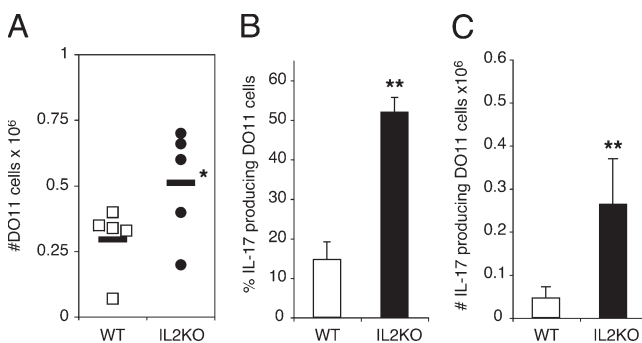 A
#DO11 cells x 10⁶
1
0.75
0.5
0.25
0
*
WT
IL2KO
B
% IL-17 producing DO11 cells
60
50
40
30
20
10
0
**
WT
IL2KO
C
# IL-17 producing DO11 cells x10⁶
0.6
0.4
0.3
0.2
0.1
0
**
WT
IL2KO